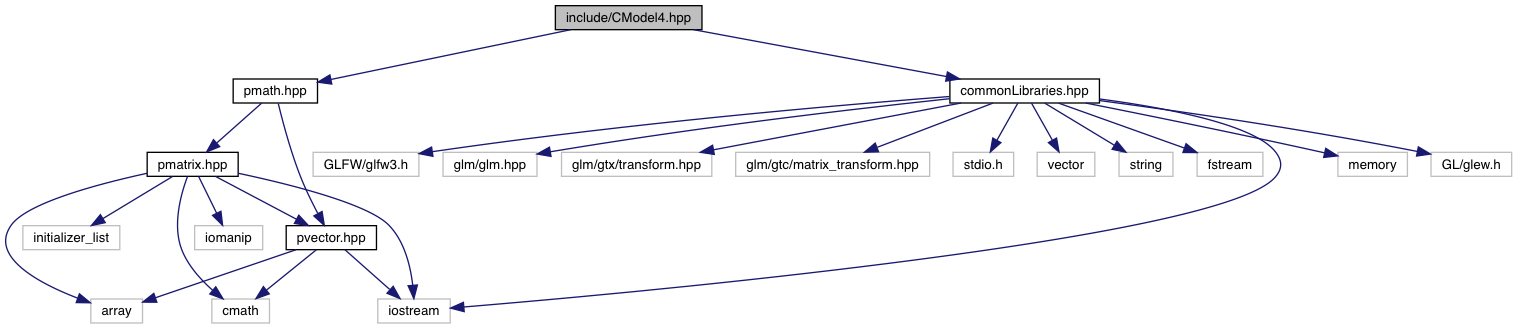 include/CModel4.hpp
pmath.hpp
commonLibraries.hpp
pmatrix.hpp
GLFW/glfw3.h
glm/glm.hpp
glm/gtx/transform.hpp
glm/gtc/matrix_transform.hpp
stdio.h
vector
string
fstream
memory
GL/glew.h
initializer_list
iomanip
pvector.hpp
array
cmath
iostream